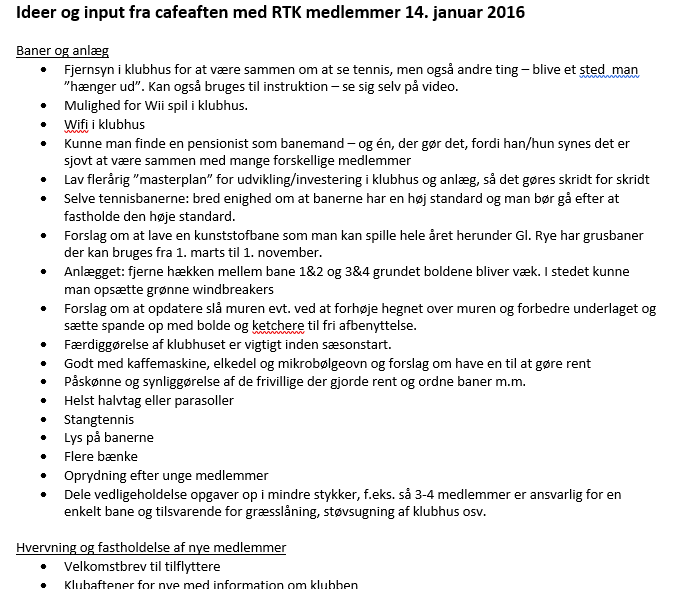 Ideer og input fra cafeaften med RTK medlemmer 14. januar 2016
Baner og anlæg
• Fjernsyn i klubhus for at være sammen om at se tennis, men også andre ting – blive et sted man
”hænger ud”. Kan også bruges til instruktion – se sig selv på video.
• Mulighed for Wii spil i klubhus.
• Wifi i klubhus
• Kunne man finde en pensionist som banemand – og én, der gør det, fordi han/hun synes det er
sjovt at være sammen med mange forskellige medlemmer
• Lav flerårig ”masterplan” for udvikling/investering i klubhus og anlæg, så det gøres skridt for skridt
• Selve tennisbanerne: bred enighed om at banerne har en høj standard og man bør gå efter at
fastholde den høje standard.
• Forslag om at lave en kunststofbane som man kan spille hele året herunder Gl. Rye har grusbaner
der kan bruges fra 1. marts til 1. november.
• Anlægget: fjerne hækken mellem bane 1&2 og 3&4 grundet boldene bliver væk. I stedet kunne
man opsætte grønne windbreakers
• Forslag om at opdatere slå muren evt. ved at forhøje hegnet over muren og forbedre underlaget og
sætte spande op med bolde og ketchere til fri afbenyttelse.
• Færdiggørelse af klubhuset er vigtigt inden sæsonstart.
• Godt med kaffemaskine, elkedel og mikrobølgeovn og forslag om have en til at gøre rent
• Påskønne og synliggørelse af de frivillige der gjorde rent og ordne baner m.m.
• Helst halvtag eller parasoller
• Stangtennis
• Lys på banerne
• Flere bænke
• Oprydning efter unge medlemmer
• Dele vedligeholdelse opgaver op i mindre stykker, f.eks. så 3-4 medlemmer er ansvarlig for en
enkelt bane og tilsvarende for græsslåning, støvsugning af klubhus osv.
Hvervning og fastholdelse af nye medlemmer
• Velkomstbrev til tilflyttere
• Klubaftener for nye med information om klubben